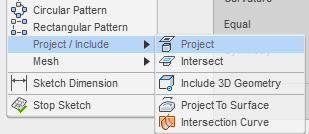 Circular Pattern
Rectangular Pattern
Equal
Project / Include
Project
Mesh
Intersect
Sketch Dimension
Include 3D Geometry
Stop Sketch
Project To Surface
Intersection Curve